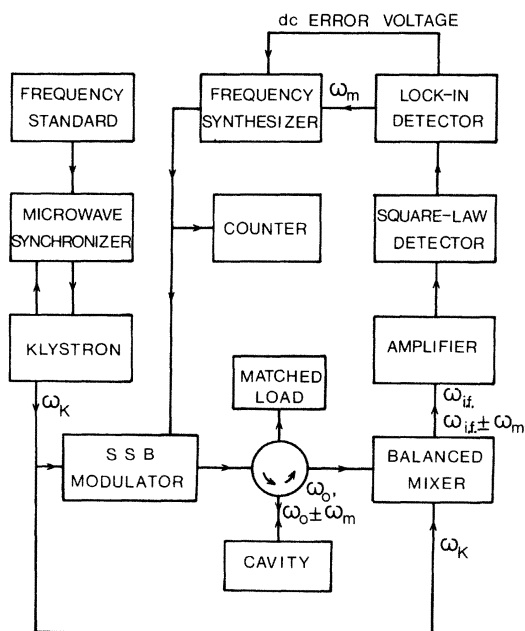 dc ERROR VOLTAGE
FREQUENCY
STANDARD
FREQUENCY
SYNTHESIZER
ωm
LOCK-IN
DETECTOR
MICROWAVE
SYNCHRONIZER
COUNTER
SQUARE-LAW
DETECTOR
KLYSTRON
MATCHED
LOAD
AMPLIFIER
ωK
ωi.f.
ωi.f.±ωm
S S B
MODULATOR
ωo,
ωo±ωm
BALANCED
MIXER
CAVITY
ωK